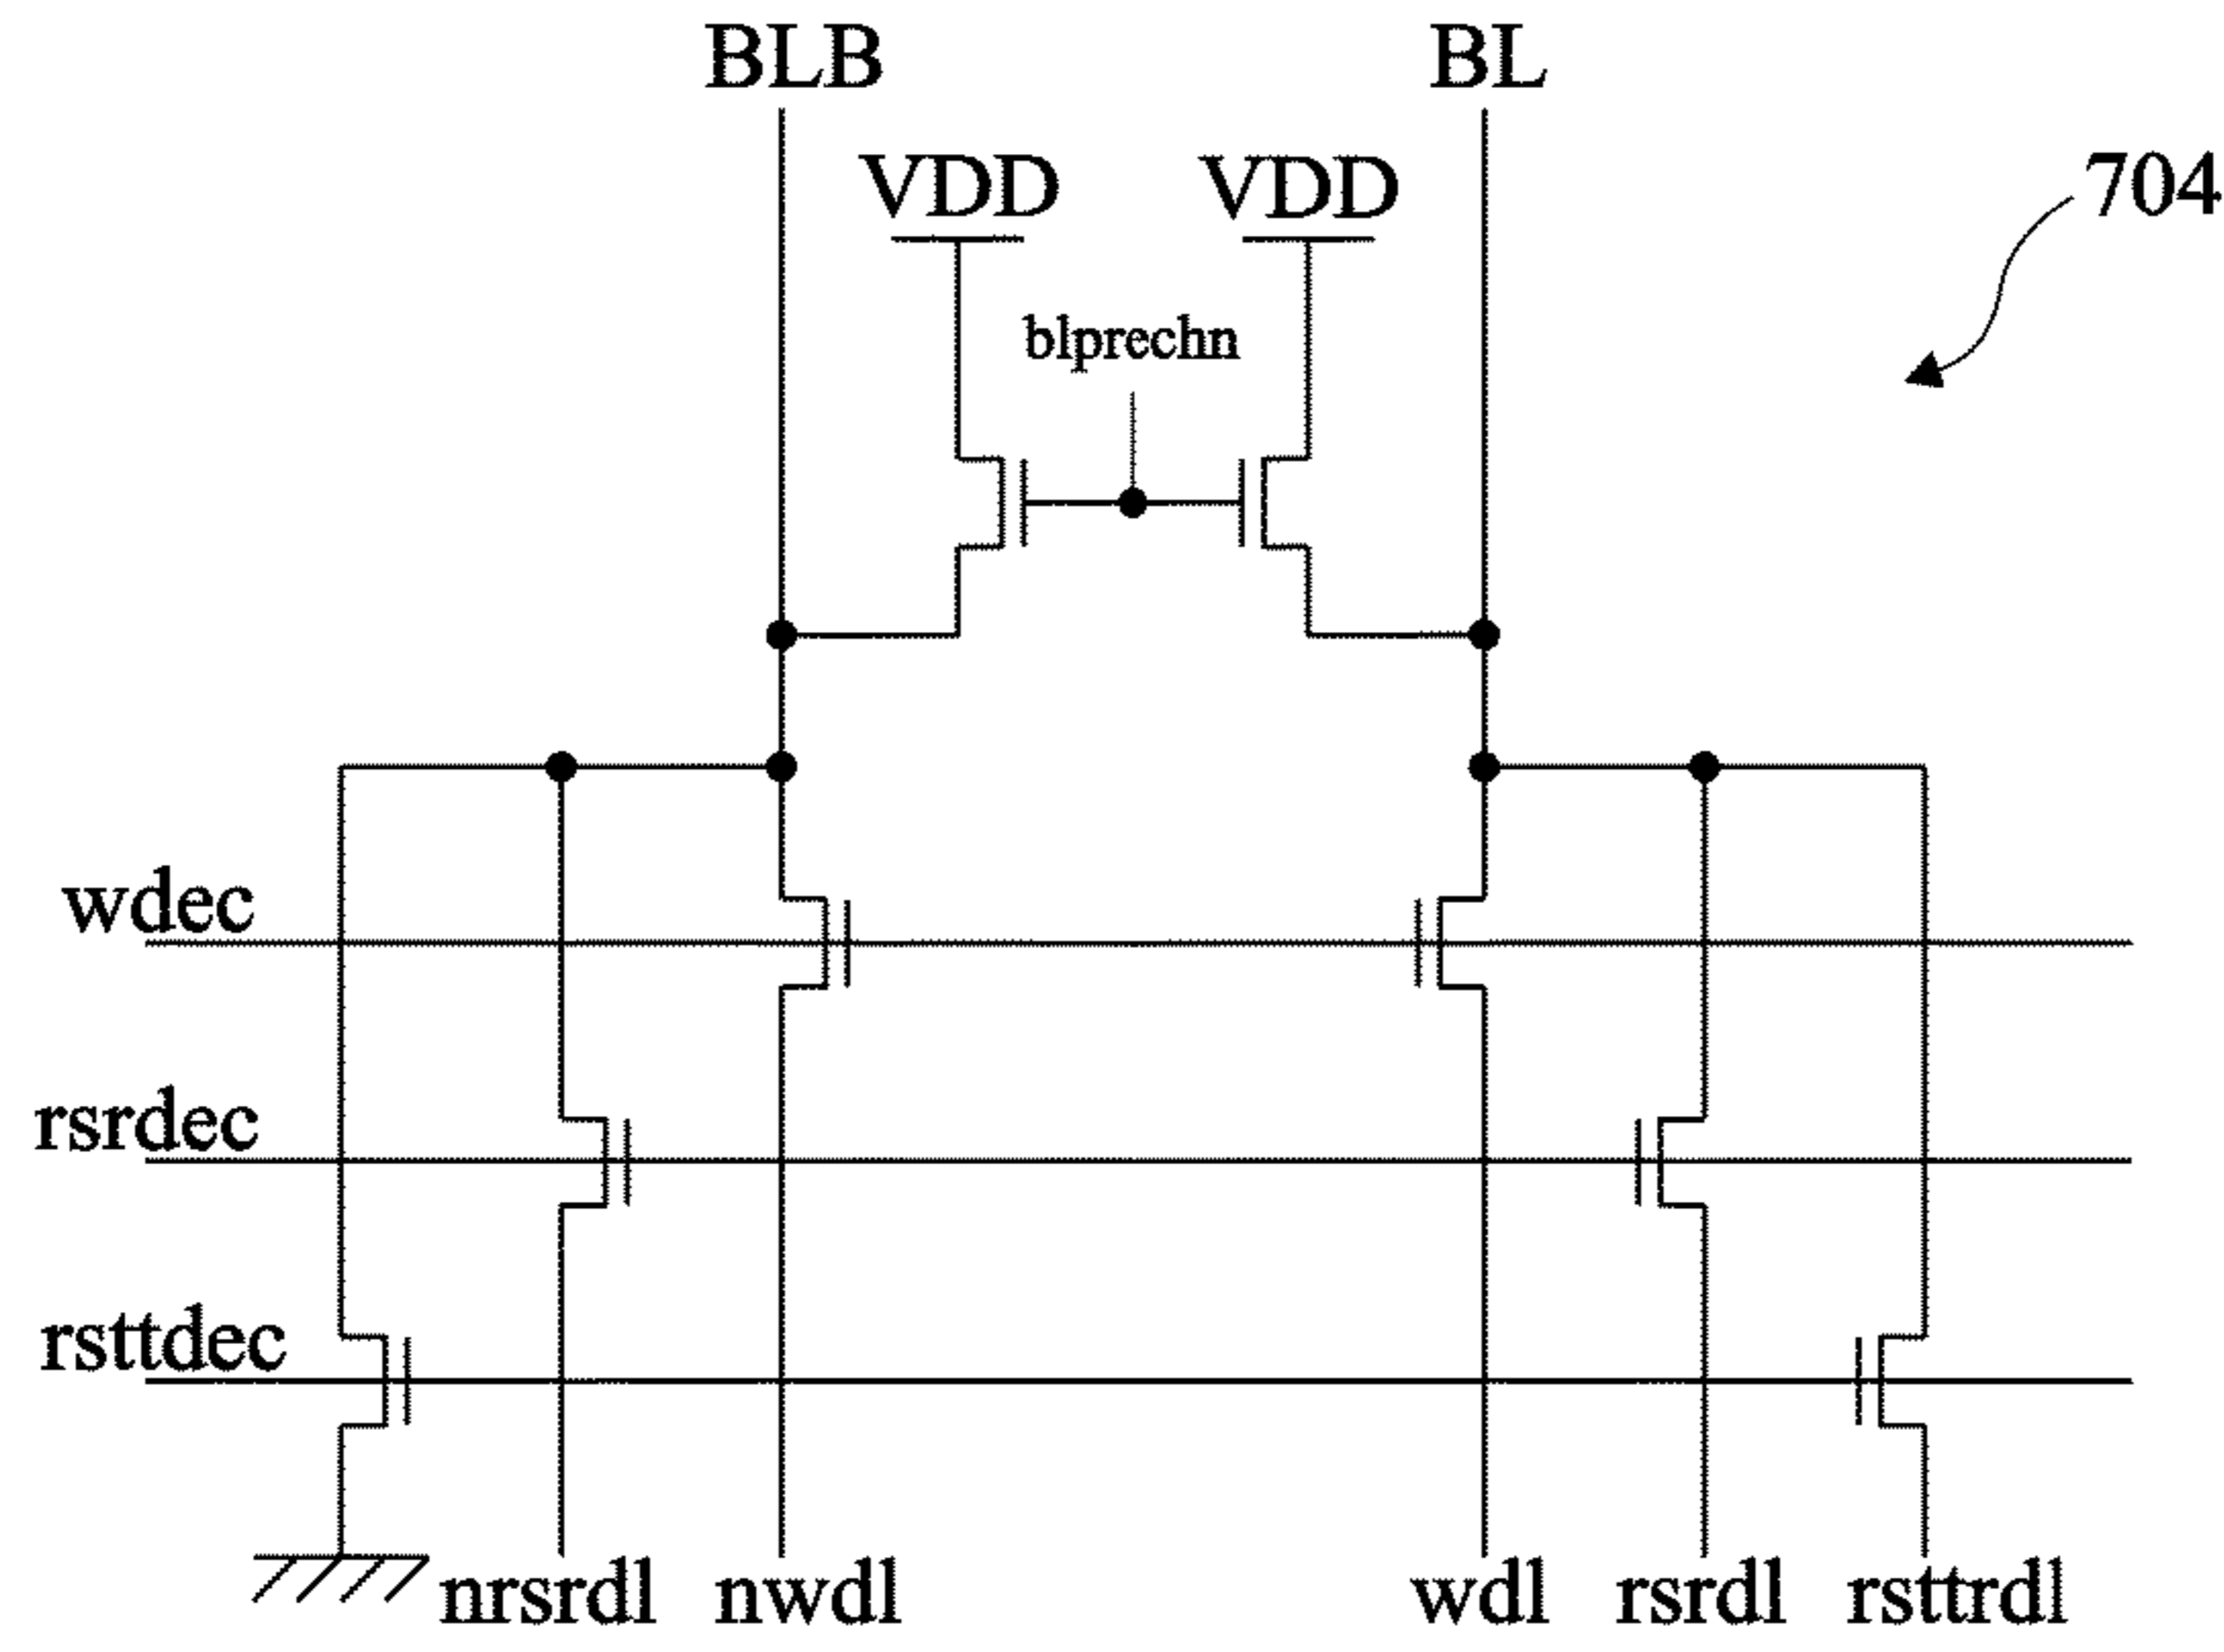 BLB BL
VDD VDD
704
blprechn
wdec
rsrdec
rsttdec
nrsrdl nwdl wdl rsrdl rsttrdl